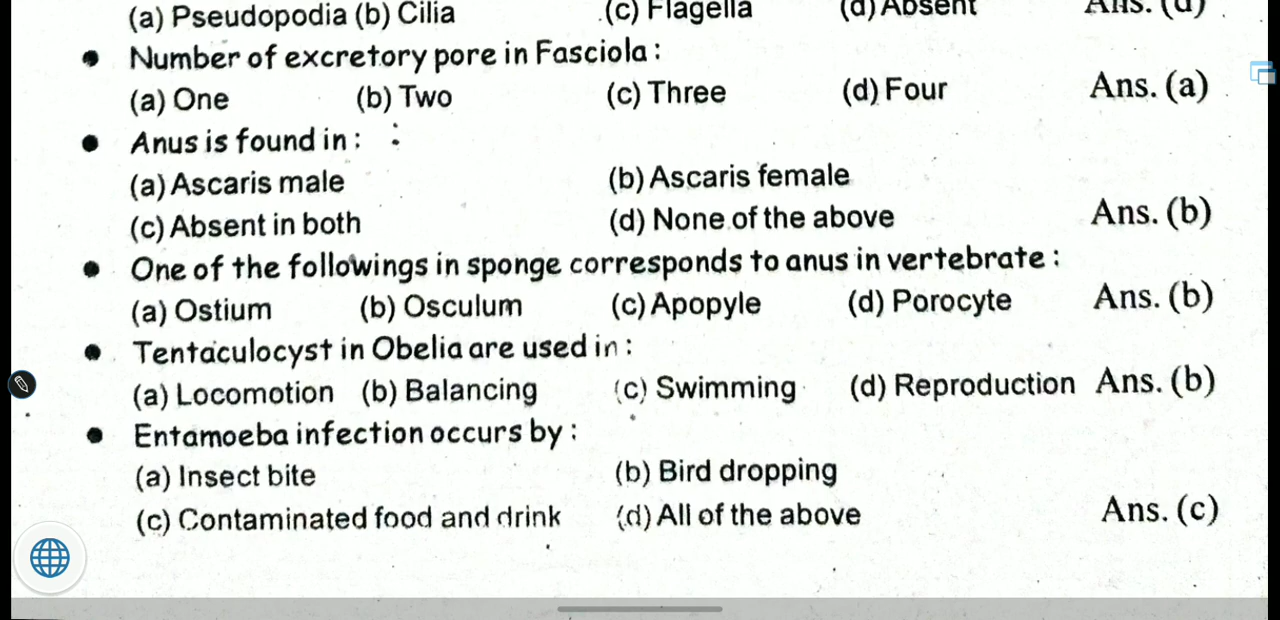 (a) Pseudopodia (b) Cilia (c) Flagella (d) Absent Ans. (d)
• Number of excretory pore in Fasciola :
(a) One (b) Two (c) Three (d) Four Ans. (a)
• Anus is found in :
(a) Ascaris male (b) Ascaris female
(c) Absent in both (d) None of the above Ans. (b)
• One of the followings in sponge corresponds to anus in vertebrate :
(a) Ostium (b) Osculum (c) Apopyle (d) Porocyte Ans. (b)
• Tentaculocyst in Obelia are used in :
(a) Locomotion (b) Balancing (c) Swimming (d) Reproduction Ans. (b)
• Entamoeba infection occurs by :
(a) Insect bite (b) Bird dropping
(c) Contaminated food and drink (d) All of the above Ans. (c)